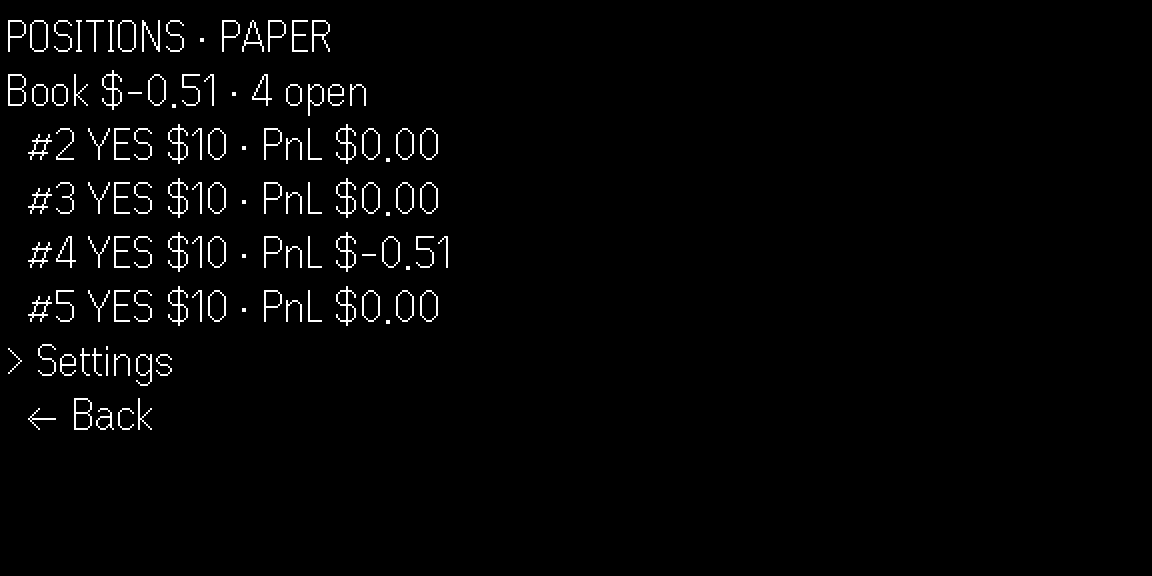 POSITIONS · PAPER
Book $-0.51 · 4 open
#2 YES $10 · PnL $0.00
#3 YES $10 · PnL $0.00
#4 YES $10 · PnL $-0.51
#5 YES $10 · PnL $0.00
> Settings
← Back